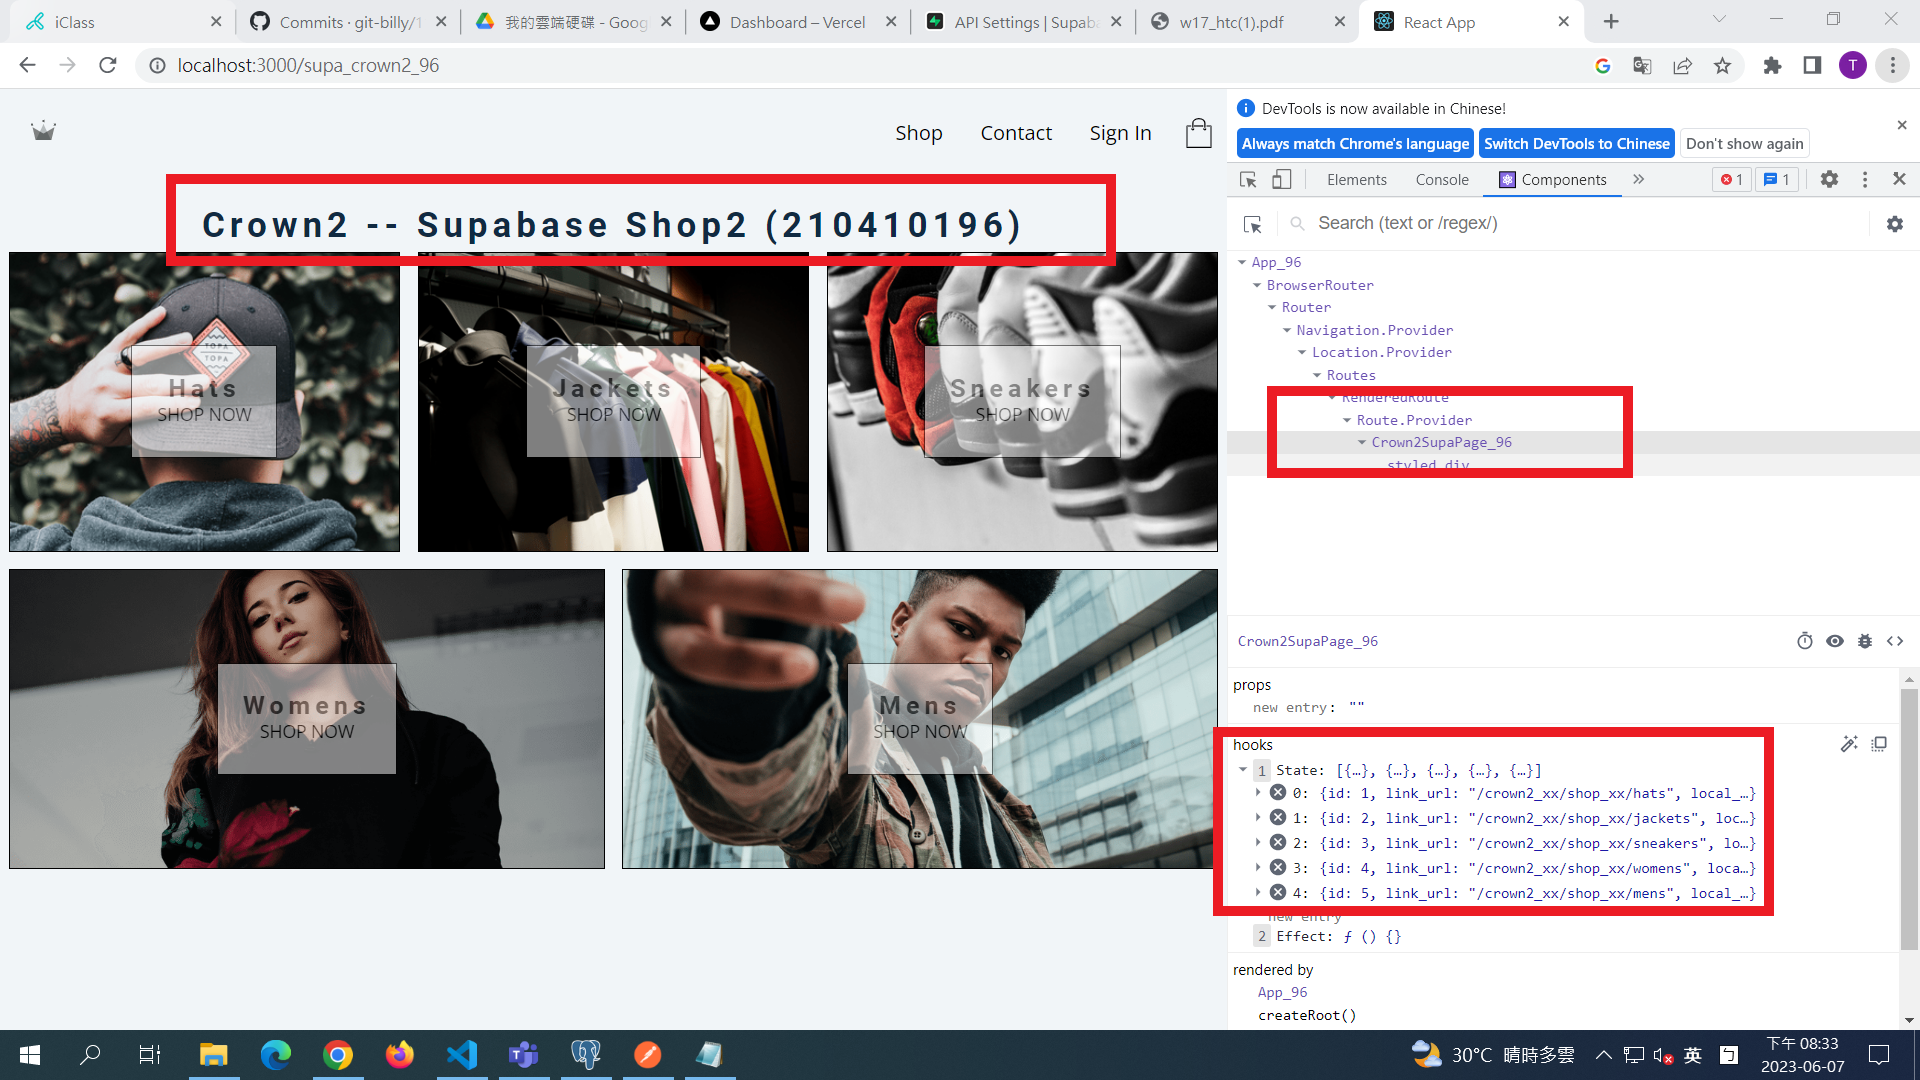 iClass
Commits · git-billy/1
我的雲端硬碟 - Goog
Dashboard – Vercel
API Settings | Supaba
w17_htc(1).pdf
React App
localhost:3000/supa_crown2_96
T
Shop
Contact
Sign In
Crown2 -- Supabase Shop2 (210410196)
TOPA
TOPA
Hats
SHOP NOW
Jackets
SHOP NOW
Sneakers
SHOP NOW
Womens
SHOP NOW
Mens
SHOP NOW
DevTools is now available in Chinese!
Always match Chrome's language
Switch DevTools to Chinese
Don't show again
Elements
Console
Components
1
1
Search (text or /regex/)
App_96
BrowserRouter
Router
Navigation.Provider
Location.Provider
Routes
RenderedRoute
Route.Provider
Crown2SupaPage_96
styled.div
Crown2SupaPage_96
props
new entry: ""
hooks
1 State: [{…}, {…}, {…}, {…}, {…}]
0: {id: 1, link_url: "/crown2_xx/shop_xx/hats", local_…}
1: {id: 2, link_url: "/crown2_xx/shop_xx/jackets", loc…}
2: {id: 3, link_url: "/crown2_xx/shop_xx/sneakers", lo…}
3: {id: 4, link_url: "/crown2_xx/shop_xx/womens", loca…}
4: {id: 5, link_url: "/crown2_xx/shop_xx/mens", local_…}
new entry
2 Effect: ƒ () {}
rendered by
App_96
createRoot()
30°C 晴時多雲
英
下午 08:33
2023-06-07